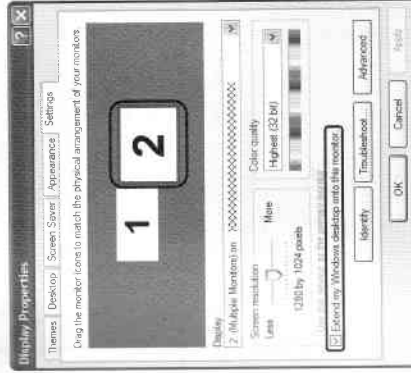 Display Properties
Themes Desktop Screen Saver Appearance Settings
Drag the monitor icons to match the physical arrangement of your monitors.
1 2
Display:
2. (Multiple Monitors) on
Screen resolution
Less More
1280 by 1024 pixels
Color quality
Highest (32 bit)
Extend my Windows desktop onto this monitor.
Identify Troubleshoot... Advanced
OK Cancel Apply